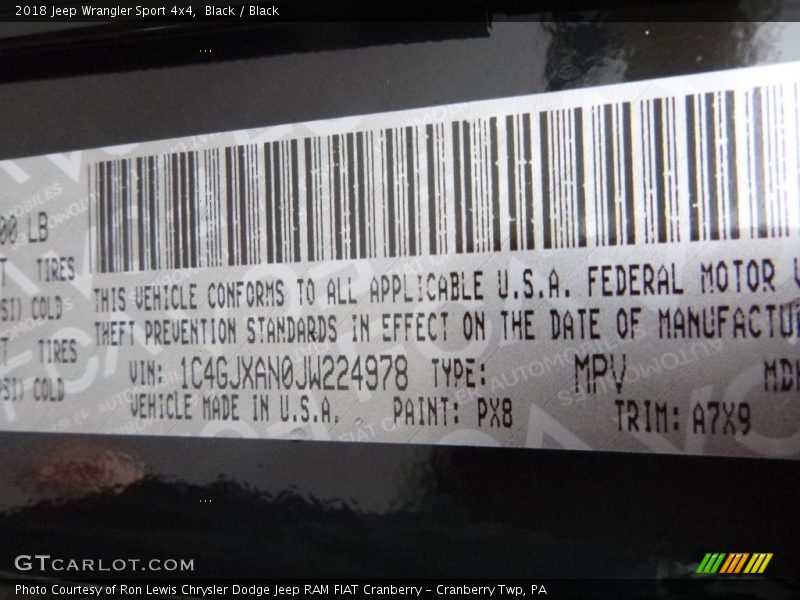 2018 Jeep Wrangler Sport 4x4, Black / Black
00 LB
TIRES
COLD
THIS VEHICLE CONFORMS TO ALL APPLICABLE U.S.A. FEDERAL MOTOR
THEFT PREVENTION STANDARDS IN EFFECT ON THE DATE OF MANUFACTU
TIRES
VIN: 1C4GJXAN0JW224978 TYPE: MPV MDH
COLD
VEHICLE MADE IN U.S.A. PAINT: PX8 TRIM: A7X9
GTCARLOT.COM
Photo Courtesy of Ron Lewis Chrysler Dodge Jeep RAM FIAT Cranberry – Cranberry Twp, PA